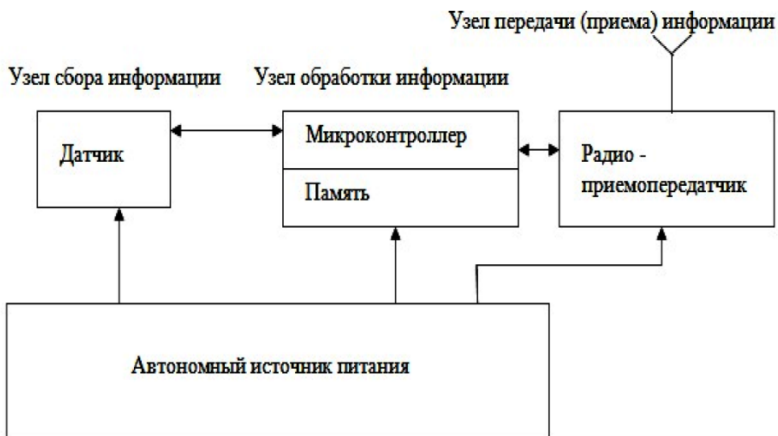 Узел передачи (приема) информации
Узел сбора информации
Узел обработки информации
Датчик
Микроконтроллер
Память
Радио -
приемопередатчик
Автономный источник питания